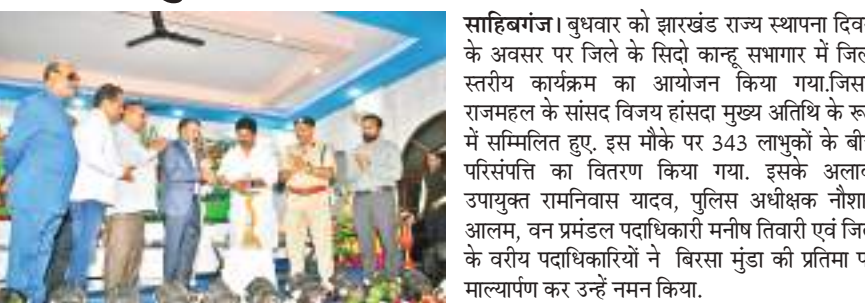 साहिबगंज। बुधवार को झारखंड राज्य स्थापना दिव
के अवसर पर जिले के सिदो कान्हू सभागार में जिल
स्तरीय कार्यक्रम का आयोजन किया गया.जिस
राजमहल के सांसद विजय हांसदा मुख्य अतिथि के रू
में सम्मिलित हुए. इस मौके पर 343 लाभुकों के बी
परिसंपत्ति का वितरण किया गया. इसके अलाव
उपायुक्त रामनिवास यादव, पुलिस अधीक्षक नौशा
आलम, वन प्रमंडल पदाधिकारी मनीष तिवारी एवं जिल
के वरीय पदाधिकारियों ने बिरसा मुंडा की प्रतिमा प
माल्यार्पण कर उन्हें नमन किया.